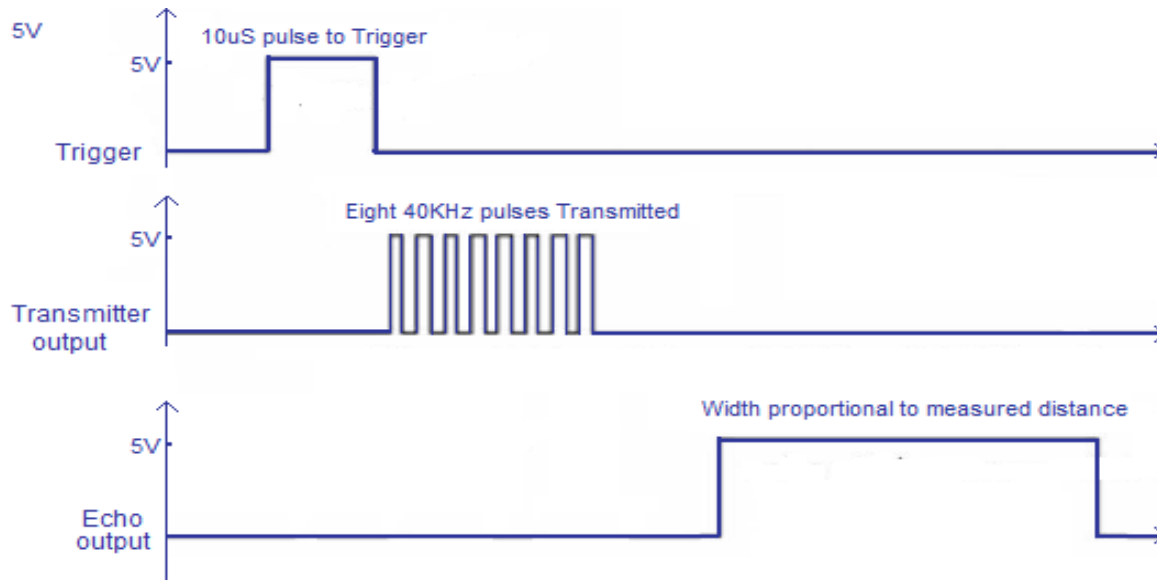 5V
10uS pulse to Trigger
5V
Trigger
Eight 40KHz pulses Transmitted
5V
Transmitter
output
Width proportional to measured distance
5V
Echo
output